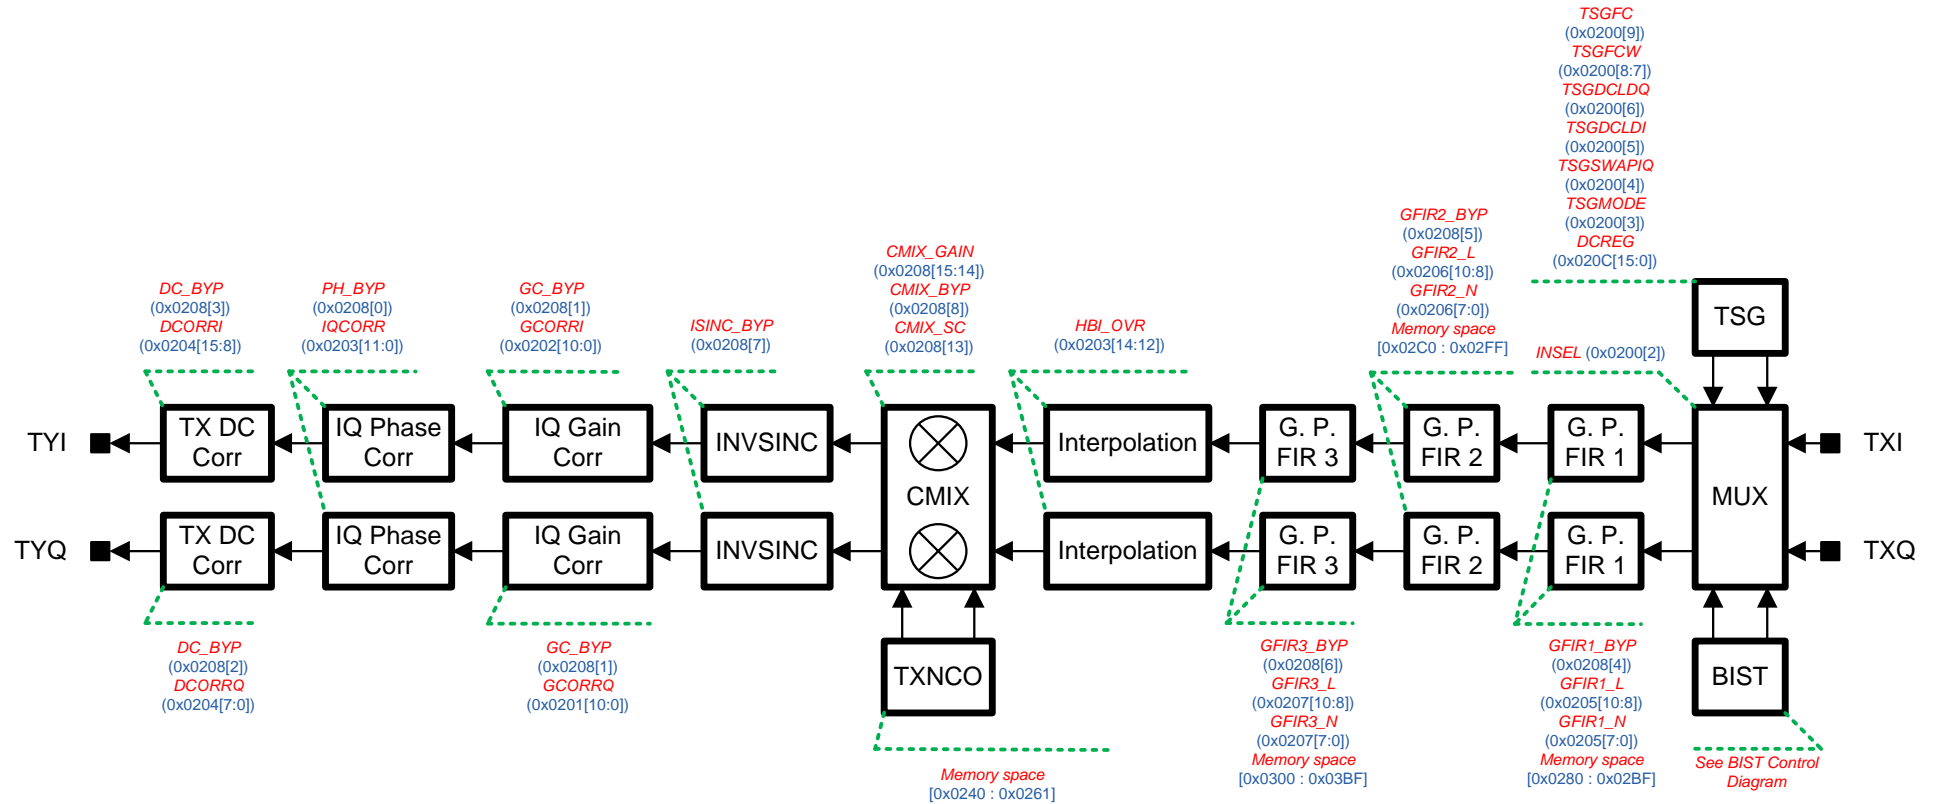 TSGFC
(0x0200[9])
TSGFCW
(0x0200[8:7])
TSGDCLDQ
(0x0200[6])
TSGDCLDI
(0x0200[5])
TSGSWAPIQ
(0x0200[4])
TSGMODE
(0x0200[3])
DCREG
(0x020C[15:0])
GFIR2_BYP
(0x0208[5])
GFIR2_L
(0x0206[10:8])
GFIR2_N
(0x0206[7:0])
Memory space
[0x02C0 : 0x02FF]
CMIX_GAIN
(0x0208[15:14])
CMIX_BYP
(0x0208[8])
CMIX_SC
(0x0208[13])
DC_BYP
(0x0208[3])
DCORRI
(0x0204[15:8])
PH_BYP
(0x0208[0])
IQCORR
(0x0203[11:0])
GC_BYP
(0x0208[1])
GCORRI
(0x0202[10:0])
ISINC_BYP
(0x0208[7])
HBI_OVR
(0x0203[14:12])
INSEL (0x0200[2])
TSG
TYI
TX DC
Corr
IQ Phase
Corr
IQ Gain
Corr
INVSINC
CMIX
Interpolation
G. P.
FIR 3
G. P.
FIR 2
G. P.
FIR 1
MUX
TXI
TYQ
TX DC
Corr
IQ Phase
Corr
IQ Gain
Corr
INVSINC
Interpolation
G. P.
FIR 3
G. P.
FIR 2
G. P.
FIR 1
TXQ
DC_BYP
(0x0208[2])
DCORRQ
(0x0204[7:0])
GC_BYP
(0x0208[1])
GCORRQ
(0x0201[10:0])
TXNCO
Memory space
[0x0240 : 0x0261]
GFIR3_BYP
(0x0208[6])
GFIR3_L
(0x0207[10:8])
GFIR3_N
(0x0207[7:0])
Memory space
[0x0300 : 0x03BF]
GFIR1_BYP
(0x0208[4])
GFIR1_L
(0x0205[10:8])
GFIR1_N
(0x0205[7:0])
Memory space
[0x0280 : 0x02BF]
BIST
See BIST Control
Diagram